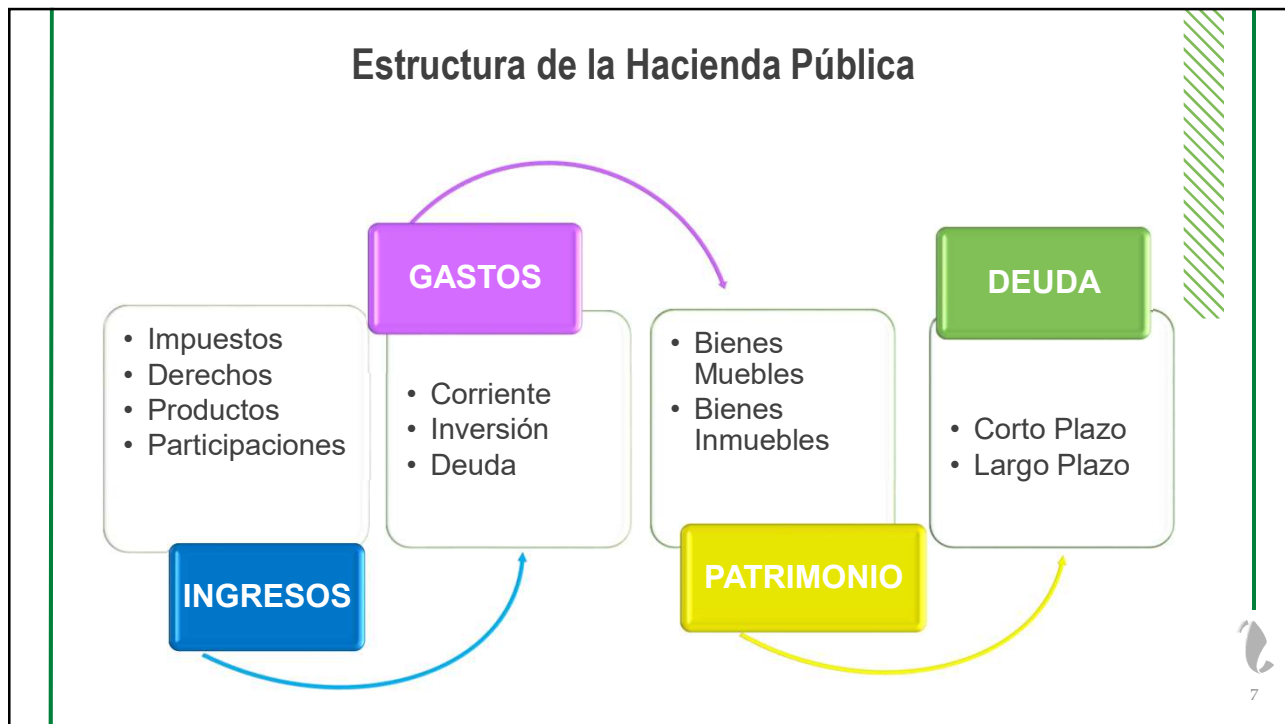 Estructura de la Hacienda Pública
INGRESOS
• Impuestos
• Derechos
• Productos
• Participaciones
GASTOS
• Corriente
• Inversión
• Deuda
• Bienes
Muebles
• Bienes
Inmuebles
PATRIMONIO
DEUDA
• Corto Plazo
• Largo Plazo
7